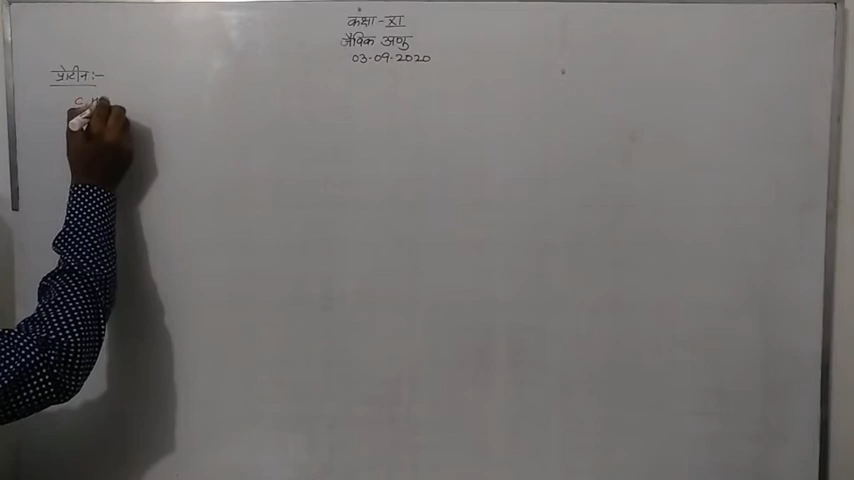 कक्षा - XI
जैविक अणु
03-09-2020
प्रोटीन :-
C, H